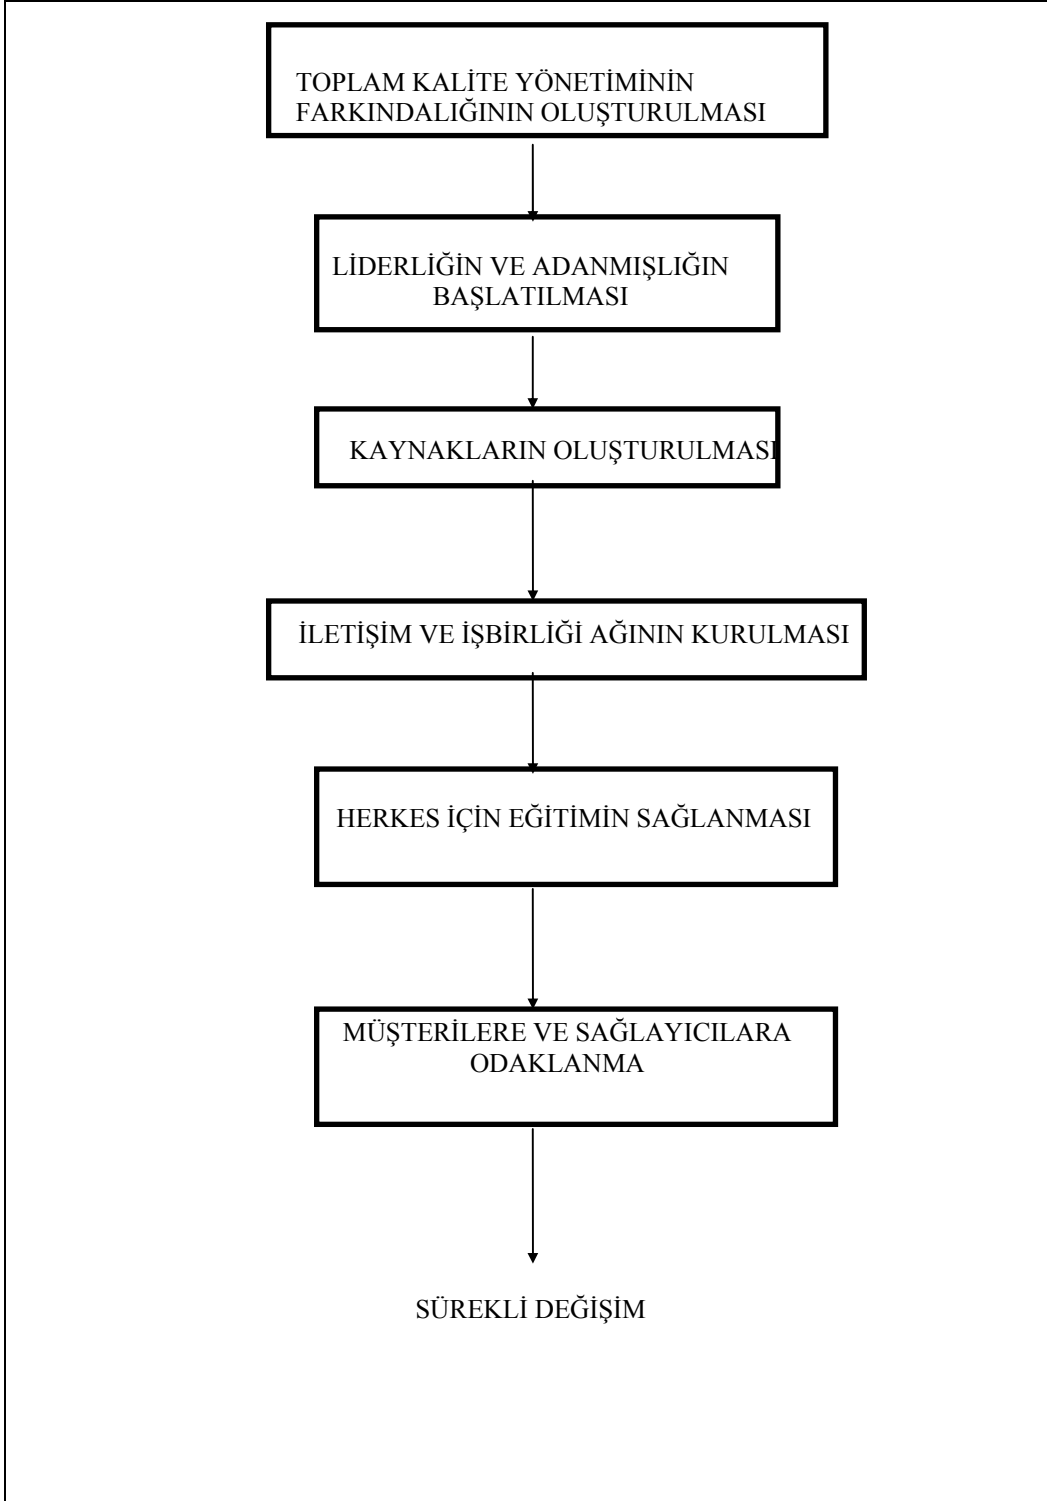 TOPLAM KALİTE YÖNETİMİNİN
FARKINDALIĞININ OLUŞTURULMASI
LİDERLİĞİN VE ADANMIŞLIĞIN
BAŞLATILMASI
KAYNAKLARIN OLUŞTURULMASI
İLETİŞİM VE İŞBİRLİĞİ AĞININ KURULMASI
HERKES İÇİN EĞİTİMİN SAĞLANMASI
MÜŞTERİLERE VE SAĞLAYICILARA
ODAKLANMA
SÜREKLİ DEĞİŞİM